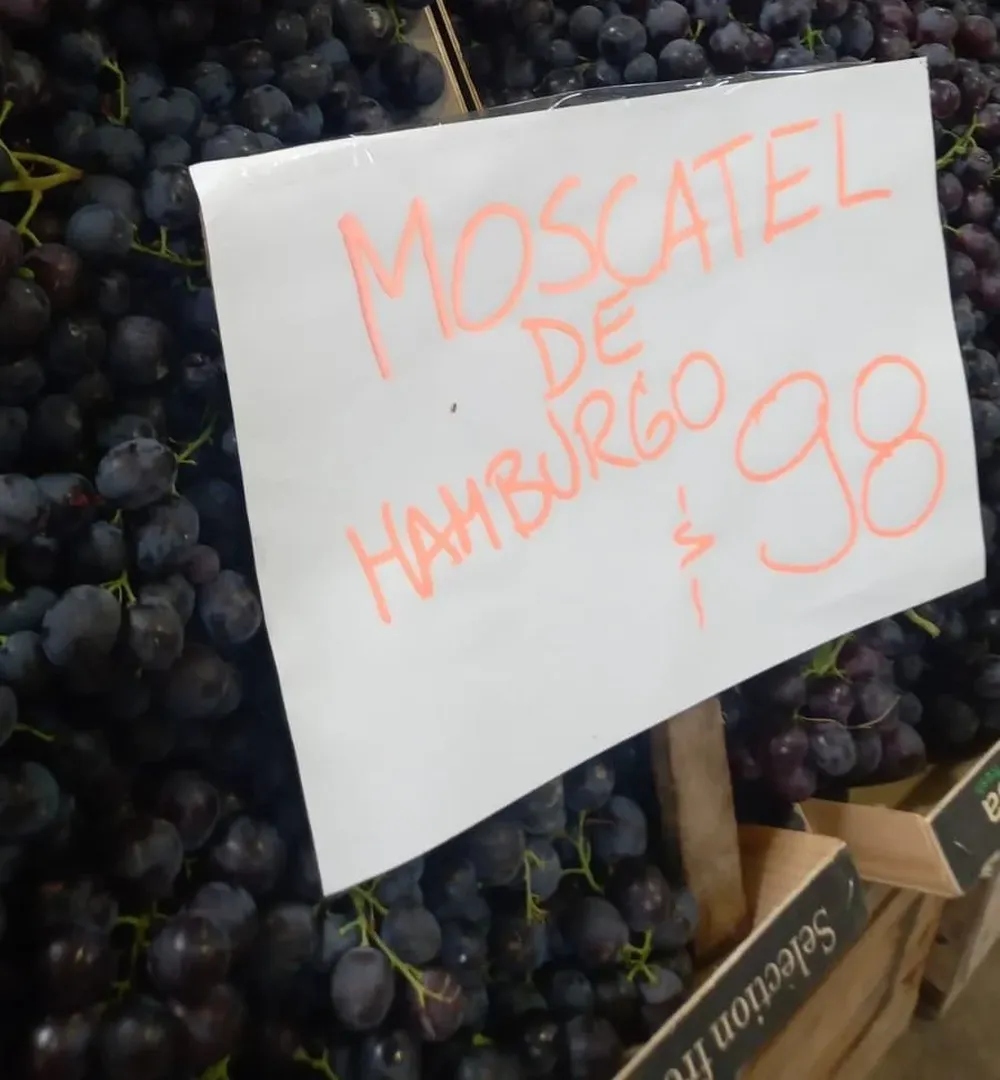 MOSCATEL
DE
HAMBURGO
$ 98
Selection